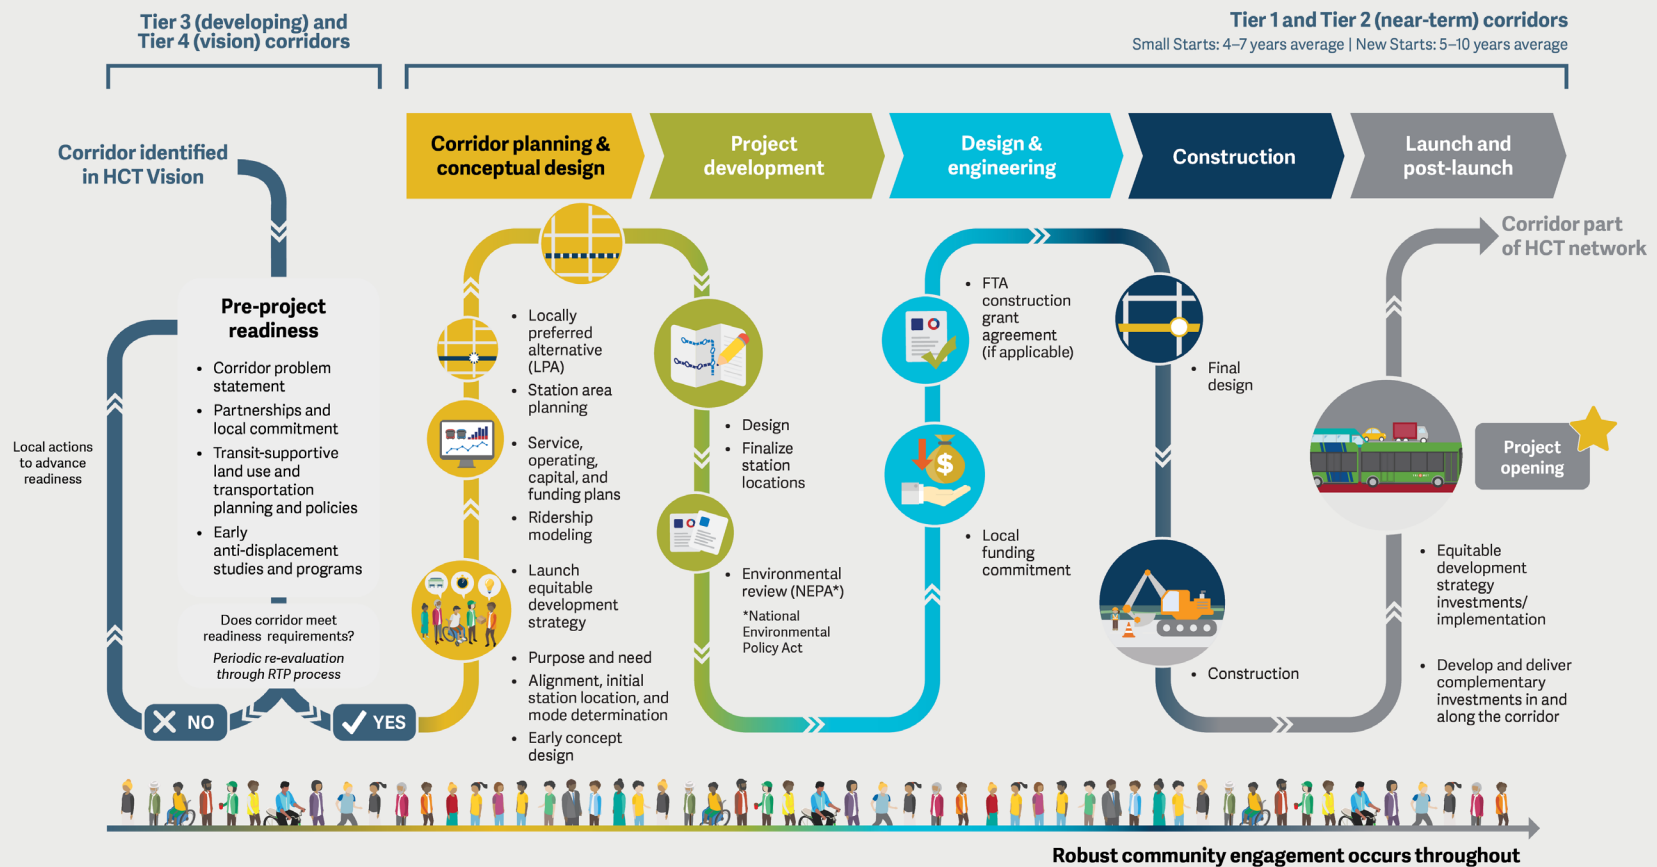 Tier 3 (developing) and
Tier 4 (vision) corridors
Tier 1 and Tier 2 (near-term) corridors
Small Starts: 4–7 years average | New Starts: 5–10 years average
Corridor identified
in HCT Vision
Pre-project
readiness
• Corridor problem
statement
• Partnerships and
local commitment
• Transit-supportive
land use and
transportation
planning and policies
• Early
anti-displacement
studies and programs
Local actions
to advance
readiness
Does corridor meet
readiness requirements?
Periodic re-evaluation
through RTP process
NO
YES
Corridor planning &
conceptual design
• Locally
preferred
alternative
(LPA)
• Station area
planning
• Service,
operating,
capital, and
funding plans
• Ridership
modeling
• Launch
equitable
development
strategy
• Purpose and need
• Alignment, initial
station location, and
mode determination
• Early concept
design
Project
development
• Design
• Finalize
station
locations
• Environmental
review (NEPA*)
*National
Environmental
Policy Act
Design &
engineering
• FTA
construction
grant
agreement
(if applicable)
$
• Local
funding
commitment
Construction
• Final
design
• Construction
Launch and
post-launch
Corridor part
of HCT network
Project
opening
• Equitable
development
strategy
investments/
implementation
• Develop and deliver
complementary
investments in and
along the corridor
Robust community engagement occurs throughout